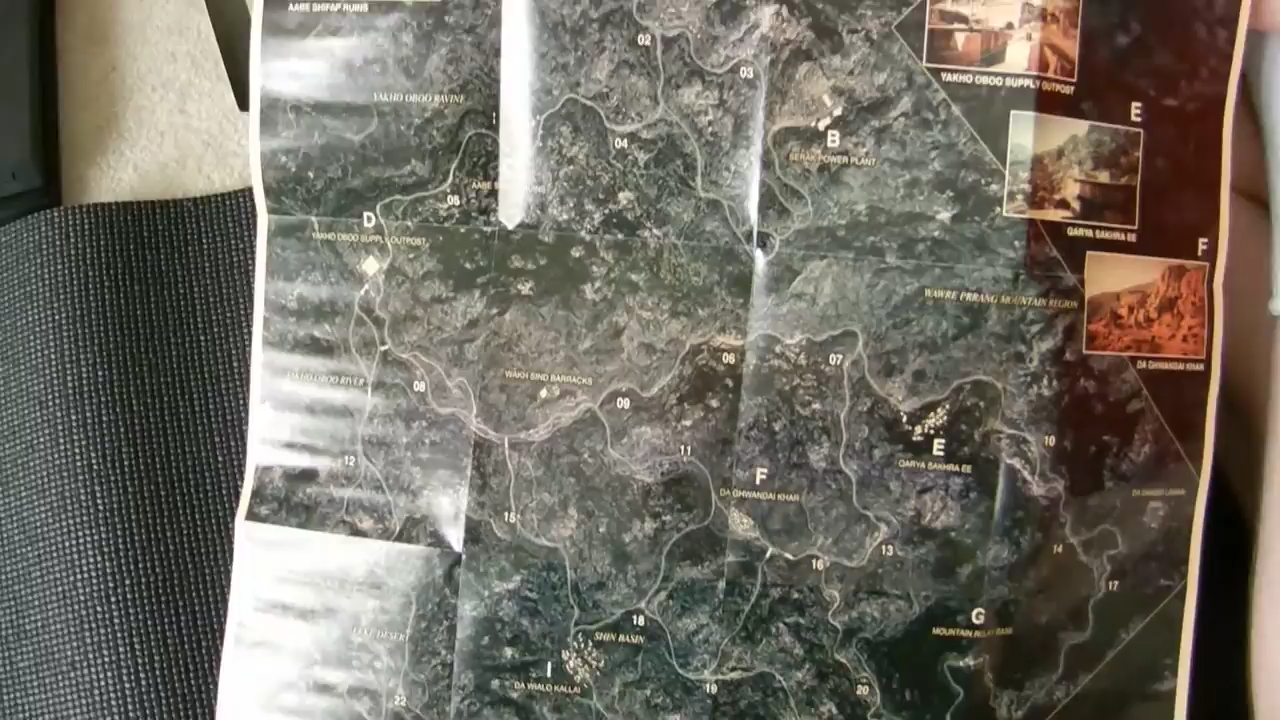 AABE SHIFAP RUINS
02
03
YAKHO OBOO SUPPLY OUTPOST
YAKHO OBOO RAVINE
B
SERAK POWER PLANT
E
04
05
D
YAKHO OBOO SUPPLY OUTPOST
QARYA SAKHRA EE
F
WAWRE PRRANG MOUNTAIN REGION
06
07
DA GHWANDAI KHAR
YAKHO OBOO RIVER
08
WAKH SIND BARRACKS
09
E
QARYA SAKHRA EE
10
11
12
F
DA GHWANDAI KHAR
15
13
14
16
17
18
G
MOUNTAIN RELAY BASE
SHIN BASIN
I
DA WIALO KALLAI
19
20
22